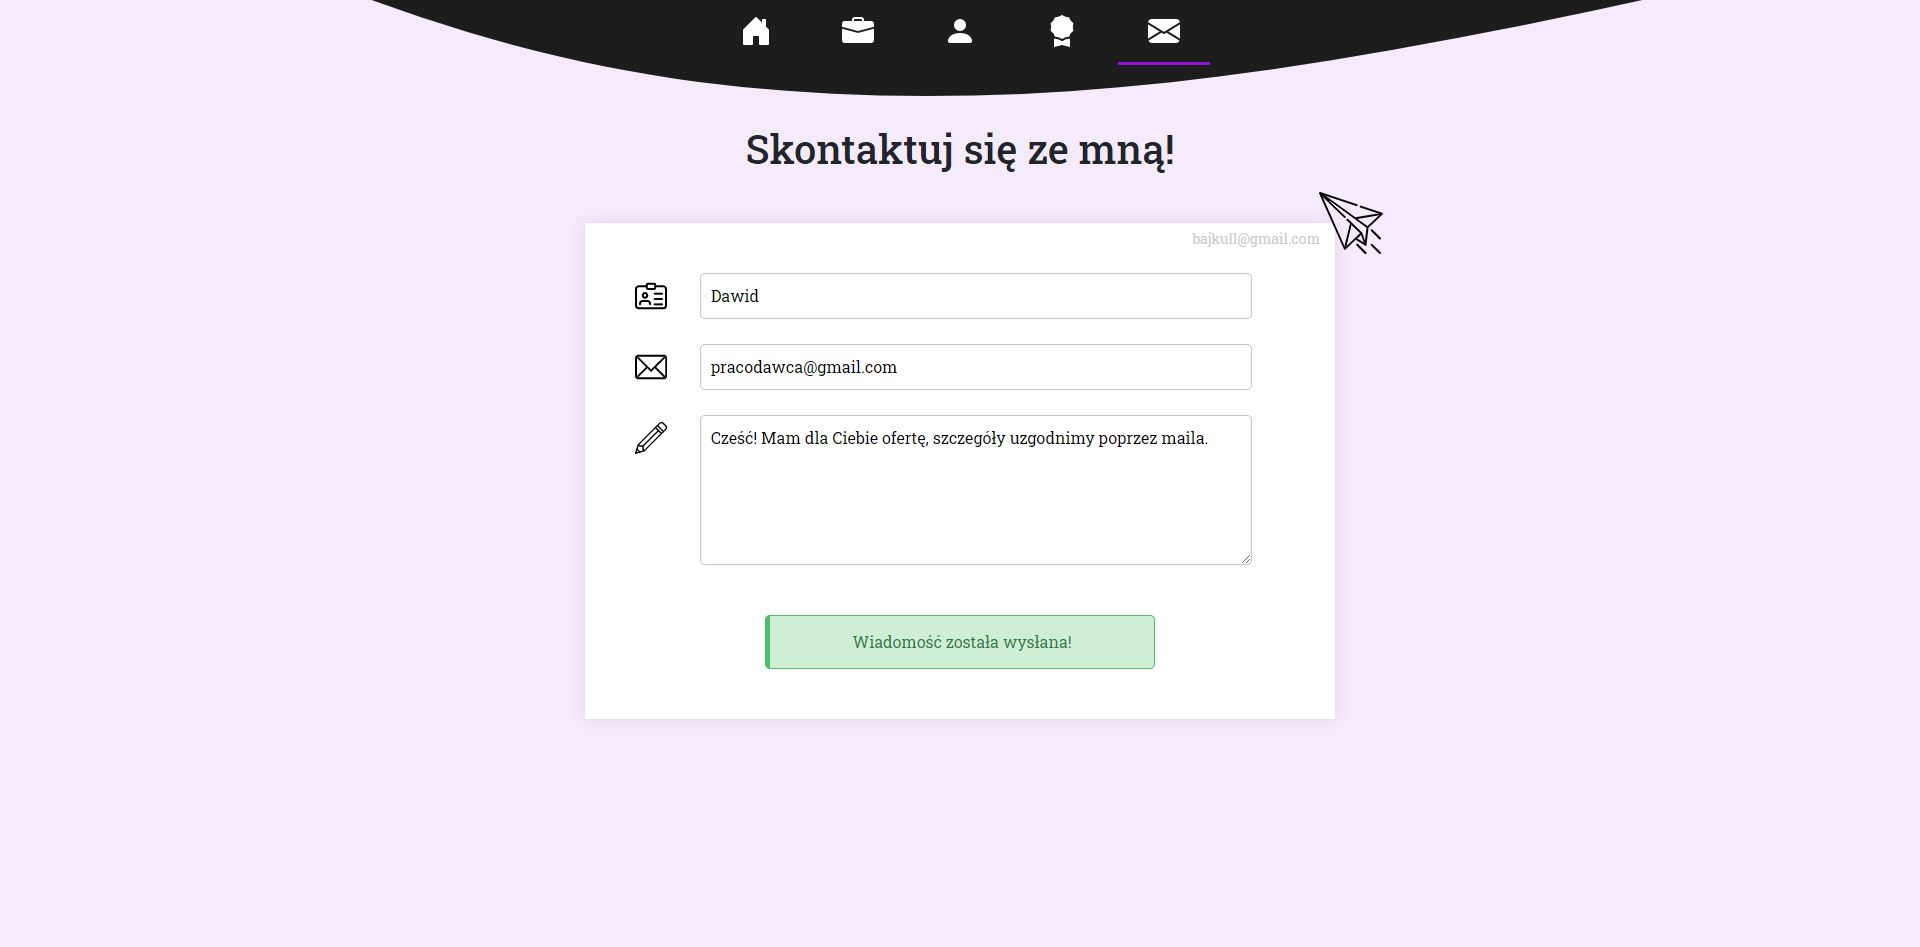 Skontaktuj się ze mną!
bajkull@gmail.com
Dawid
pracodawca@gmail.com
Cześć! Mam dla Ciebie ofertę, szczegóły uzgodnimy poprzez maila.
Wiadomość została wysłana!